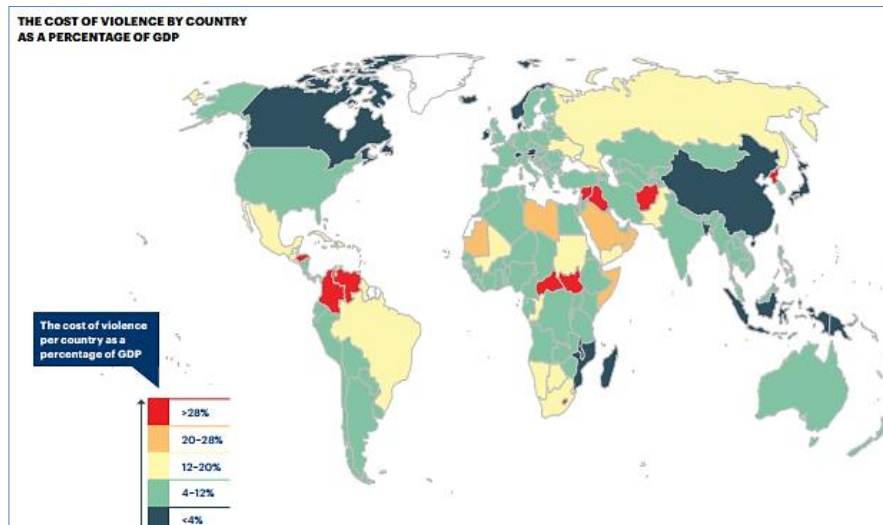 THE COST OF VIOLENCE BY COUNTRY
AS A PERCENTAGE OF GDP
The cost of violence
per country as a
percentage of GDP
>28%
20-28%
12-20%
4-12%
<4%